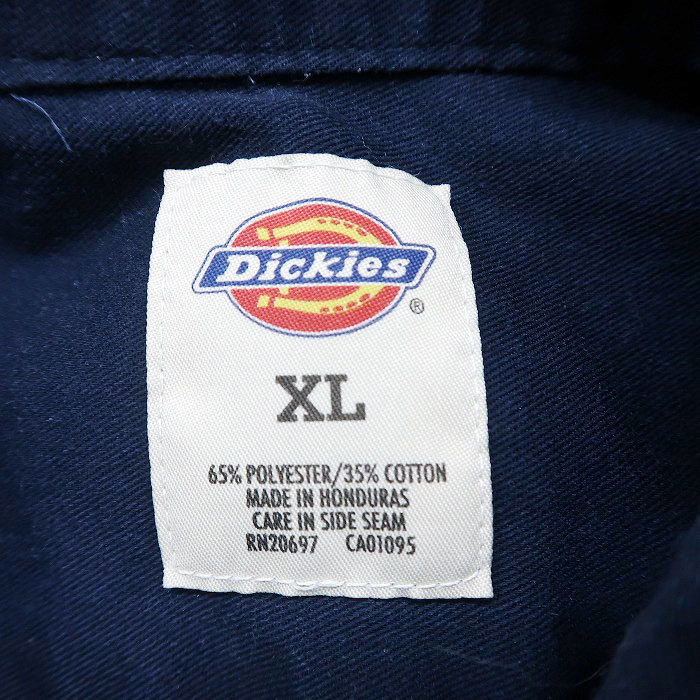 Dickies
®
XL
65% POLYESTER/35% COTTON
MADE IN HONDURAS
CARE IN SIDE SEAM
RN20697 CA01095